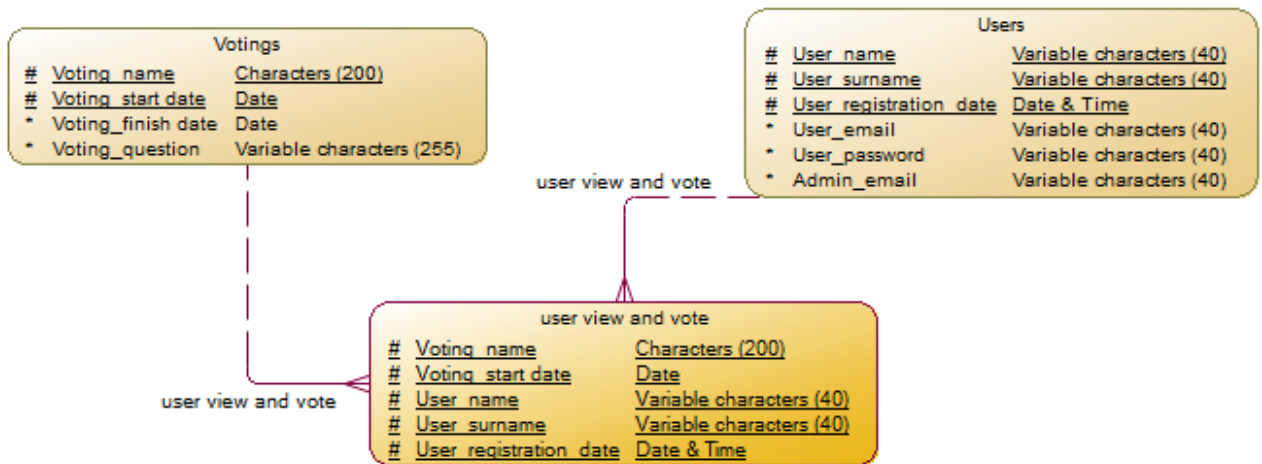 Votings
# Voting_name Characters (200)
# Voting_start date Date
* Voting_finish date Date
* Voting_question Variable characters (255)
Users
# User_name Variable characters (40)
# User_surname Variable characters (40)
# User_registration_date Date & Time
* User_email Variable characters (40)
* User_password Variable characters (40)
* Admin_email Variable characters (40)
user view and vote
user view and vote
# Voting_name Characters (200)
# Voting_start date Date
# User_name Variable characters (40)
# User_surname Variable characters (40)
# User_registration_date Date & Time
user view and vote